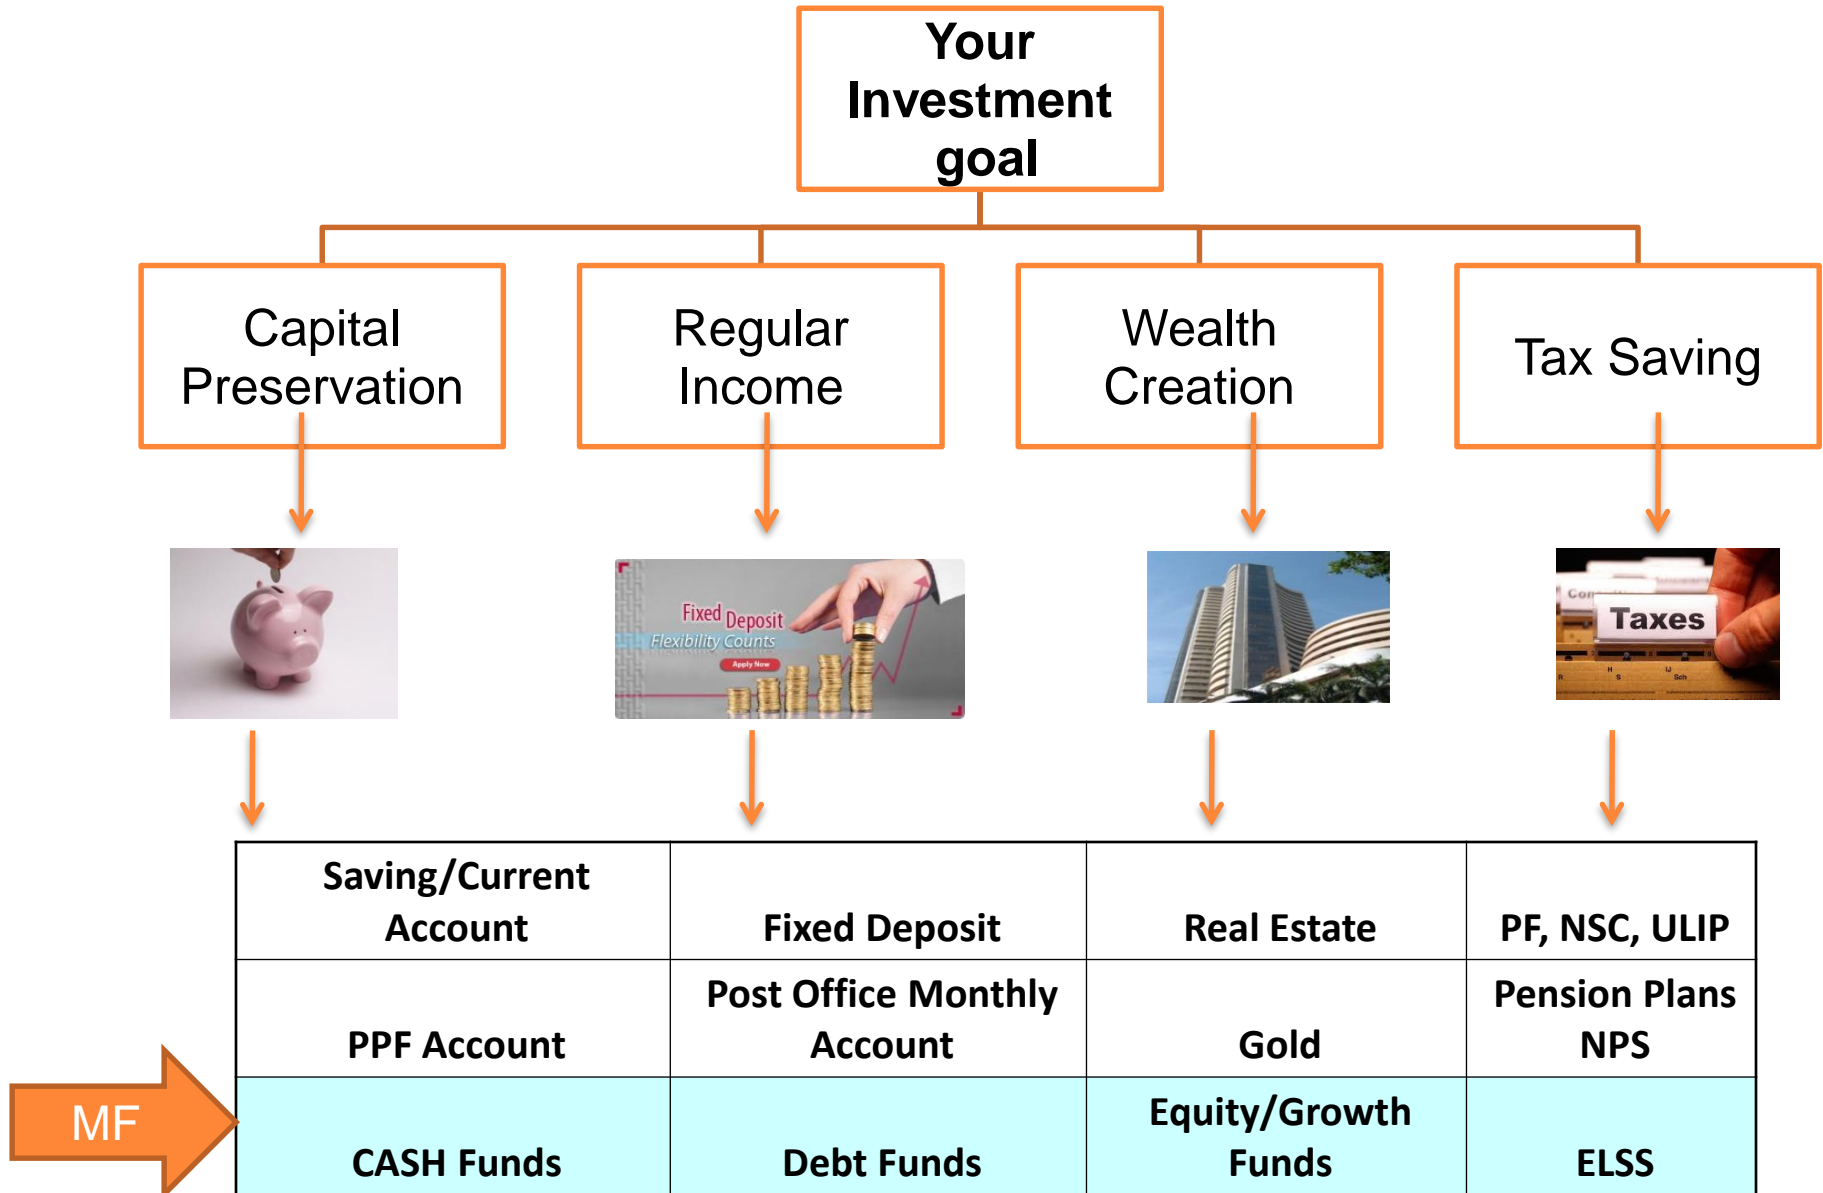 Your
Investment
goal
Capital
Preservation
Regular
Income
Wealth
Creation
Tax Saving
Fixed Deposit
Flexibility Counts
Apply Now
Taxes
H
IJ
R
S
Sch
Saving/Current
Account
Fixed Deposit
Real Estate
PF, NSC, ULIP
PPF Account
Post Office Monthly
Account
Gold
Pension Plans
NPS
MF
CASH Funds
Debt Funds
Equity/Growth
Funds
ELSS